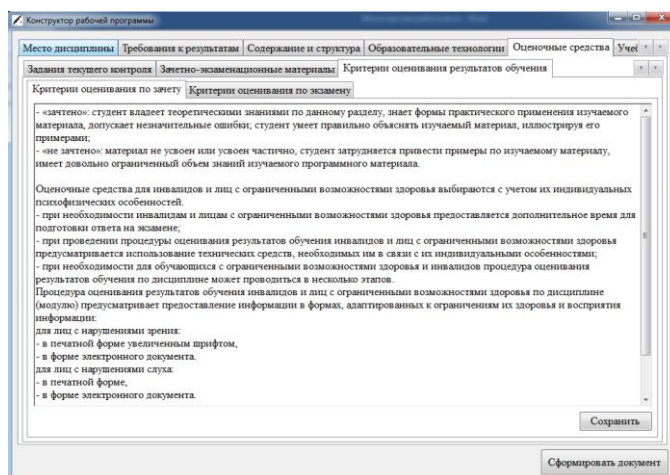 Конструктор рабочей программы
Место дисциплины Требования к результатам Содержание и структура Образовательные технологии Оценочные средства Учеб
Задания текущего контроля Зачетно-экзаменационные материалы Критерии оценивания результатов обучения
Критерии оценивания по зачету Критерии оценивания по экзамену
- «зачтено»: студент владеет теоретическими знаниями по данному разделу, знает формы практического применения изучаемого
материала, допускает незначительные ошибки; студент умеет правильно объяснять изучаемый материал, иллюстрируя его
примерами;
- «не зачтено»: материал не усвоен или усвоен частично, студент затрудняется привести примеры по изучаемому материалу,
имеет довольно ограниченный объем знаний изучаемого программного материала.
Оценочные средства для инвалидов и лиц с ограниченными возможностями здоровья выбираются с учетом их индивидуальных
психофизических особенностей.
- при необходимости инвалидам и лицам с ограниченными возможностями здоровья предоставляется дополнительное время для
подготовки ответа на экзамене;
- при проведении процедуры оценивания результатов обучения инвалидов и лиц с ограниченными возможностями здоровья
предусматривается использование технических средств, необходимых им в связи с их индивидуальными особенностями;
- при необходимости для обучающихся с ограниченными возможностями здоровья и инвалидов процедура оценивания
результатов обучения по дисциплине может проводиться в несколько этапов.
Процедура оценивания результатов обучения инвалидов и лиц с ограниченными возможностями здоровья по дисциплине
(модулю) предусматривает предоставление информации в формах, адаптированных к ограничениям их здоровья и восприятия
информации:
для лиц с нарушениями зрения:
- в печатной форме увеличенным шрифтом,
- в форме электронного документа.
для лиц с нарушениями слуха:
- в печатной форме,
- в форме электронного документа.
Сохранить
Сформировать документ